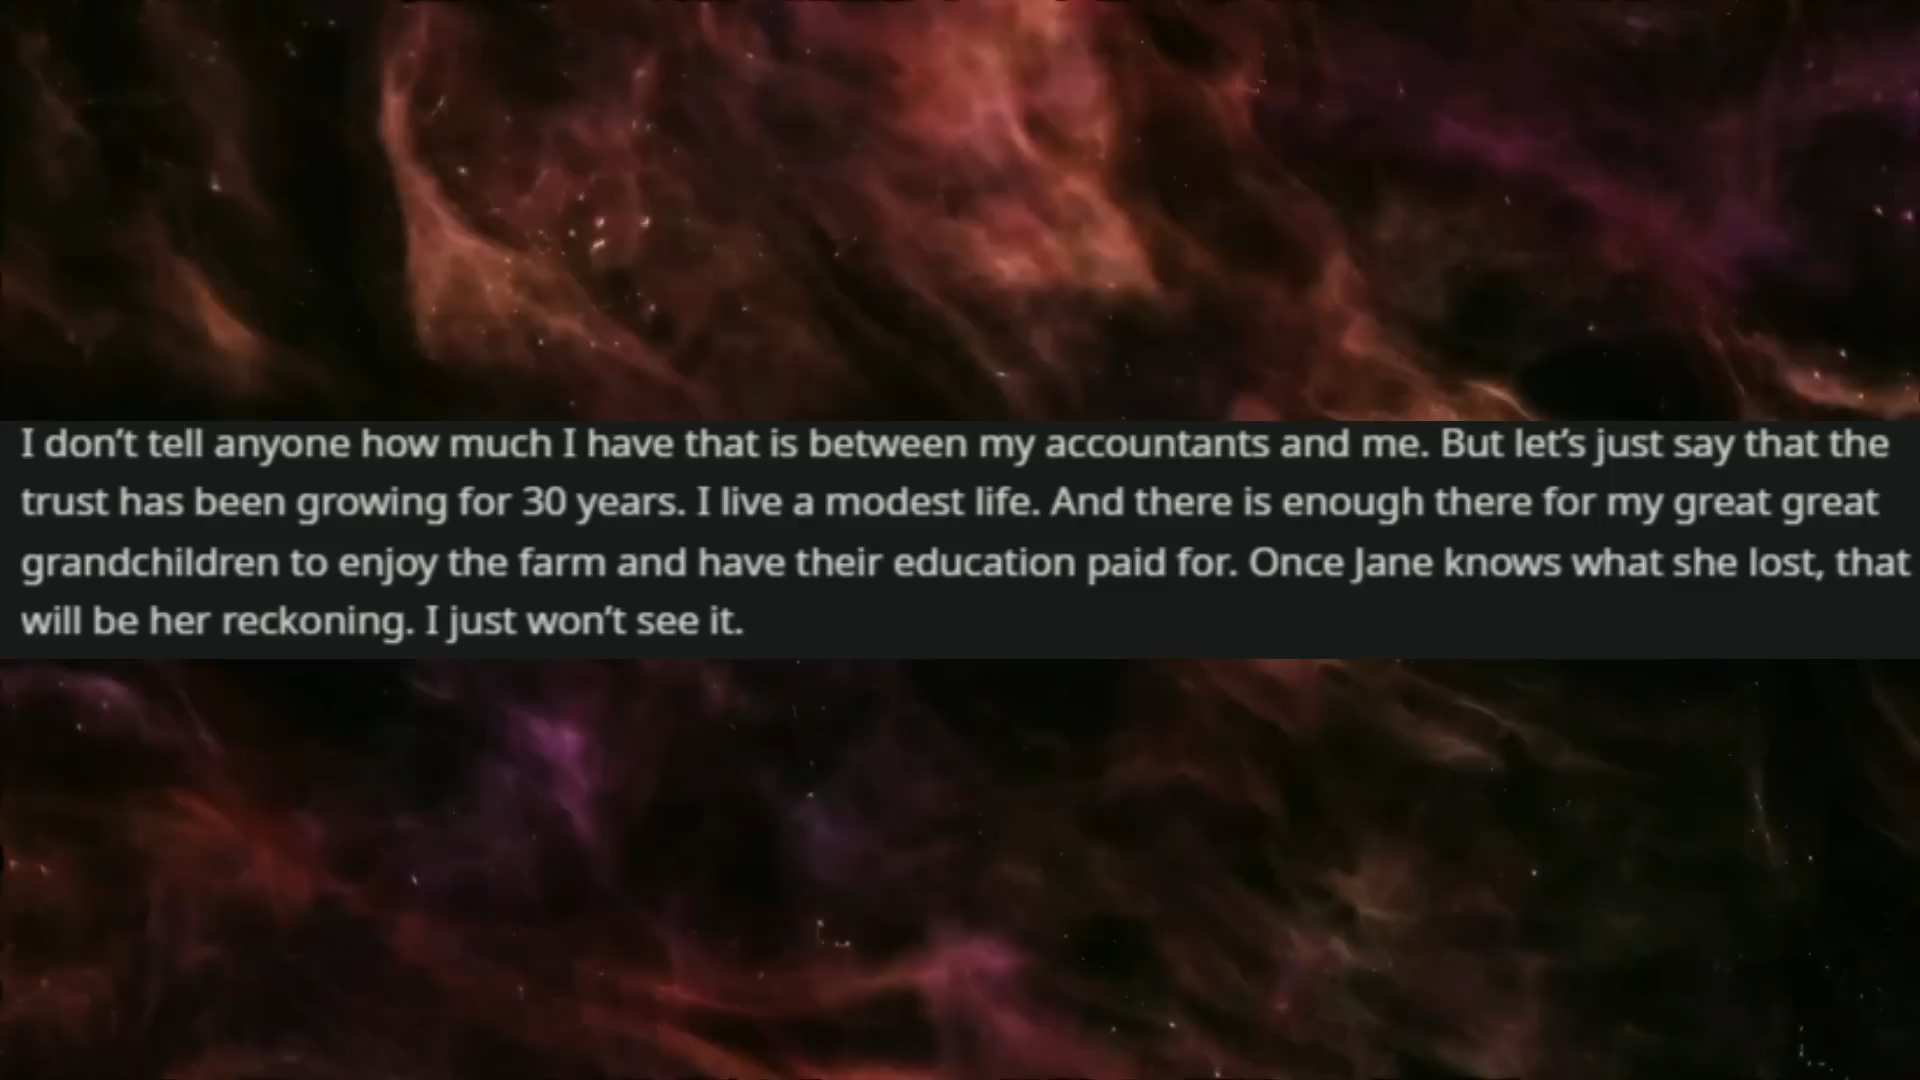 I don’t tell anyone how much I have that is between my accountants and me. But let’s just say that the
trust has been growing for 30 years. I live a modest life. And there is enough there for my great great
grandchildren to enjoy the farm and have their education paid for. Once Jane knows what she lost, that
will be her reckoning. I just won’t see it.